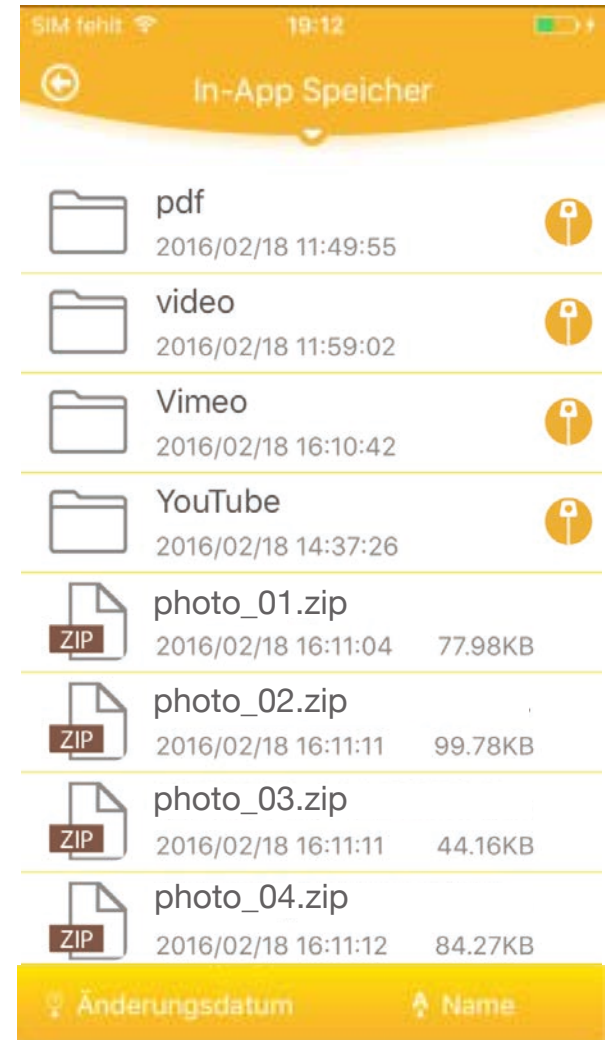 SIM fehlt 19:12
In-App Speicher
pdf
2016/02/18 11:49:55
video
2016/02/18 11:59:02
Vimeo
2016/02/18 16:10:42
YouTube
2016/02/18 14:37:26
photo_01.zip
ZIP 2016/02/18 16:11:04 77.98KB
photo_02.zip
ZIP 2016/02/18 16:11:11 99.78KB
photo_03.zip
ZIP 2016/02/18 16:11:11 44.16KB
photo_04.zip
ZIP 2016/02/18 16:11:12 84.27KB
Änderungsdatum Name